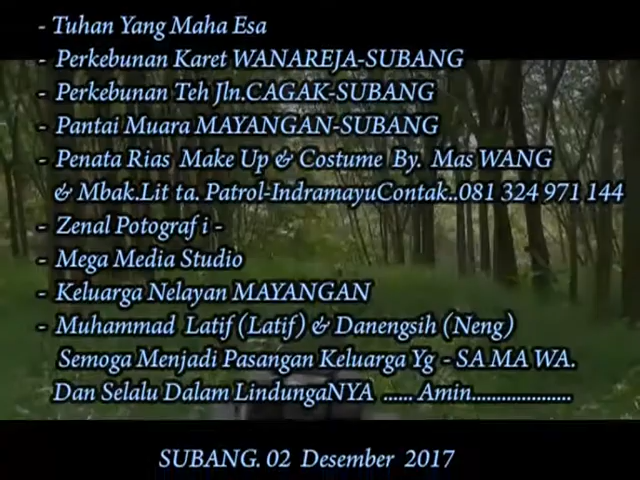 - Tuhan Yang Maha Esa
- Perkebunan Karet WANAREJA-SUBANG
- Perkebunan Teh Jln.CAGAK-SUBANG
- Pantai Muara MAYANGAN-SUBANG
- Penata Rias Make Up & Costume By. Mas WANG
& Mbak.Lit ta. Patrol-IndramayuContak..081 324 971 144
- Zenal Potograf i -
- Mega Media Studio
- Keluarga Nelayan MAYANGAN
- Muhammad Latif (Latif) & Danengsih (Neng)
Semoga Menjadi Pasangan Keluarga Yg - SA MA WA.
Dan Selalu Dalam LindungaNYA ...... Amin....................
SUBANG. 02 Desember 2017